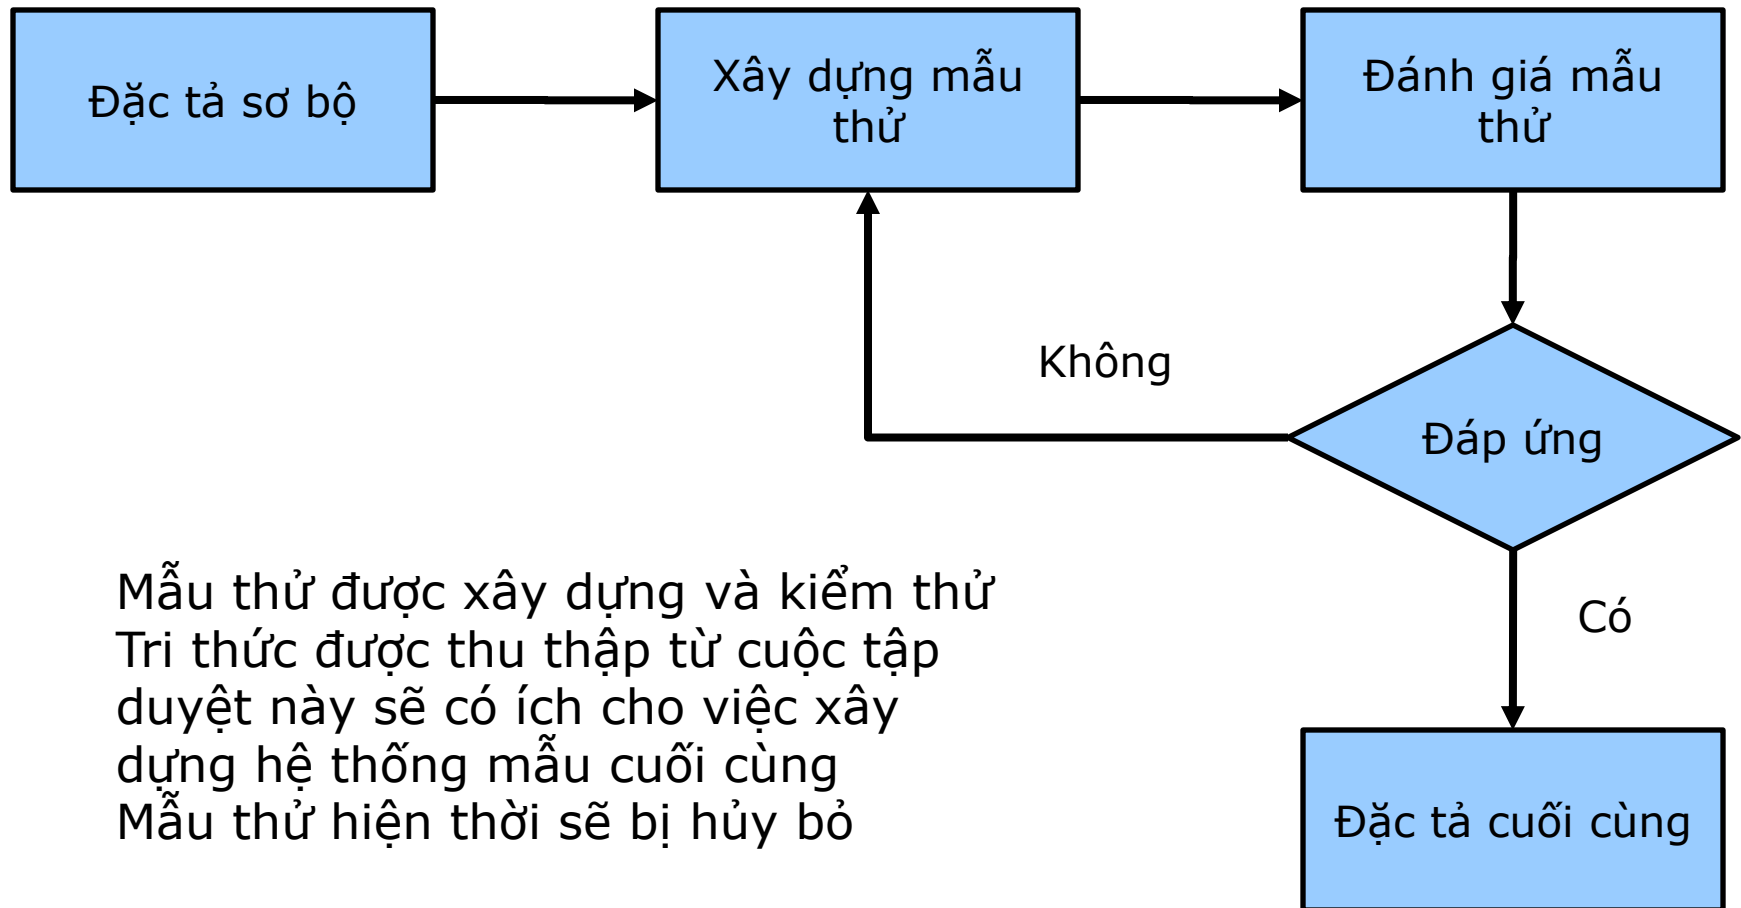 Đặc tả sơ bộ
Xây dựng mẫu
thử
Đánh giá mẫu
thử
Không
Đáp ứng
Có
Đặc tả cuối cùng
Mẫu thử được xây dựng và kiểm thử
Tri thức được thu thập từ cuộc tập
duyệt này sẽ có ích cho việc xây
dựng hệ thống mẫu cuối cùng
Mẫu thử hiện thời sẽ bị hủy bỏ